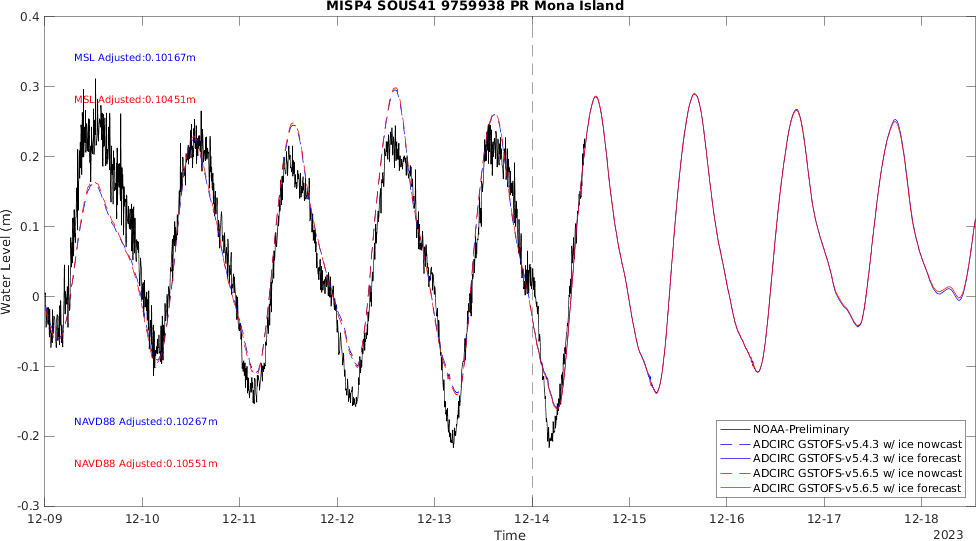 MISP4 SOUS41 9759938 PR Mona Island
0.4
0.3
0.2
0.1
0
-0.1
-0.2
-0.3
Water Level (m)
MSL Adjusted:0.10167m
MSL Adjusted:0.10451m
NAVD88 Adjusted:0.10267m
NAVD88 Adjusted:0.10551m
NOAA-Preliminary
ADCIRC GSTOFS-v5.4.3 w/ ice nowcast
ADCIRC GSTOFS-v5.4.3 w/ ice forecast
ADCIRC GSTOFS-v5.6.5 w/ ice nowcast
ADCIRC GSTOFS-v5.6.5 w/ ice forecast
12-09 12-10 12-11 12-12 12-13 12-14 12-15 12-16 12-17 12-18
Time
2023